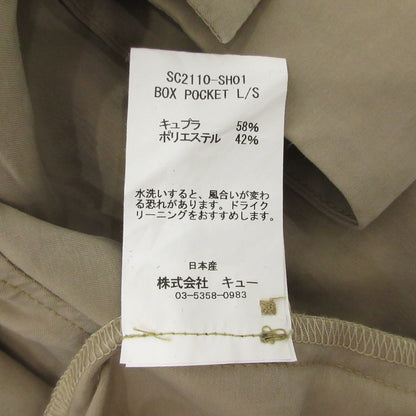 SC2110-SH01
BOX POCKET L/S
キュプラ 58%
ポリエステル 42%
水洗いすると、風合いが変わ
る恐れがあります。ドライク
リーニングをおすすめします。
日本産
株式会社 キュー
03-5358-0983